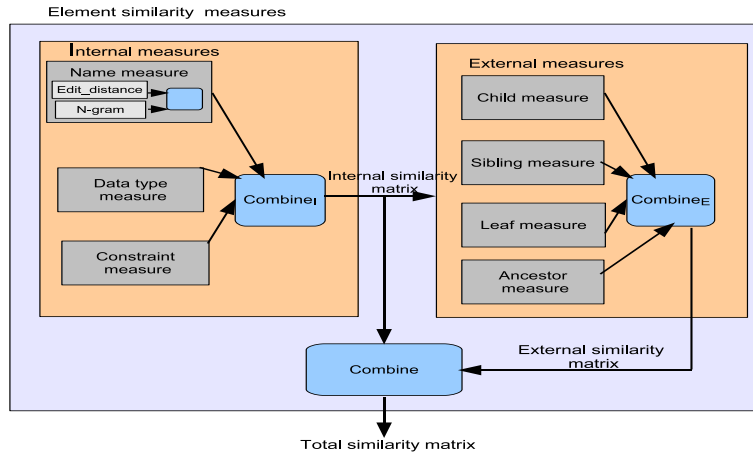 Element similarity measures
Internal measures
Name measure
Edit_distance
N-gram
Data type
measure
Constraint
measure
CombineI
Internal similarity
matrix
External measures
Child measure
Sibling measure
Leaf measure
Ancestor
measure
CombineE
External similarity
matrix
Combine
Total similarity matrix